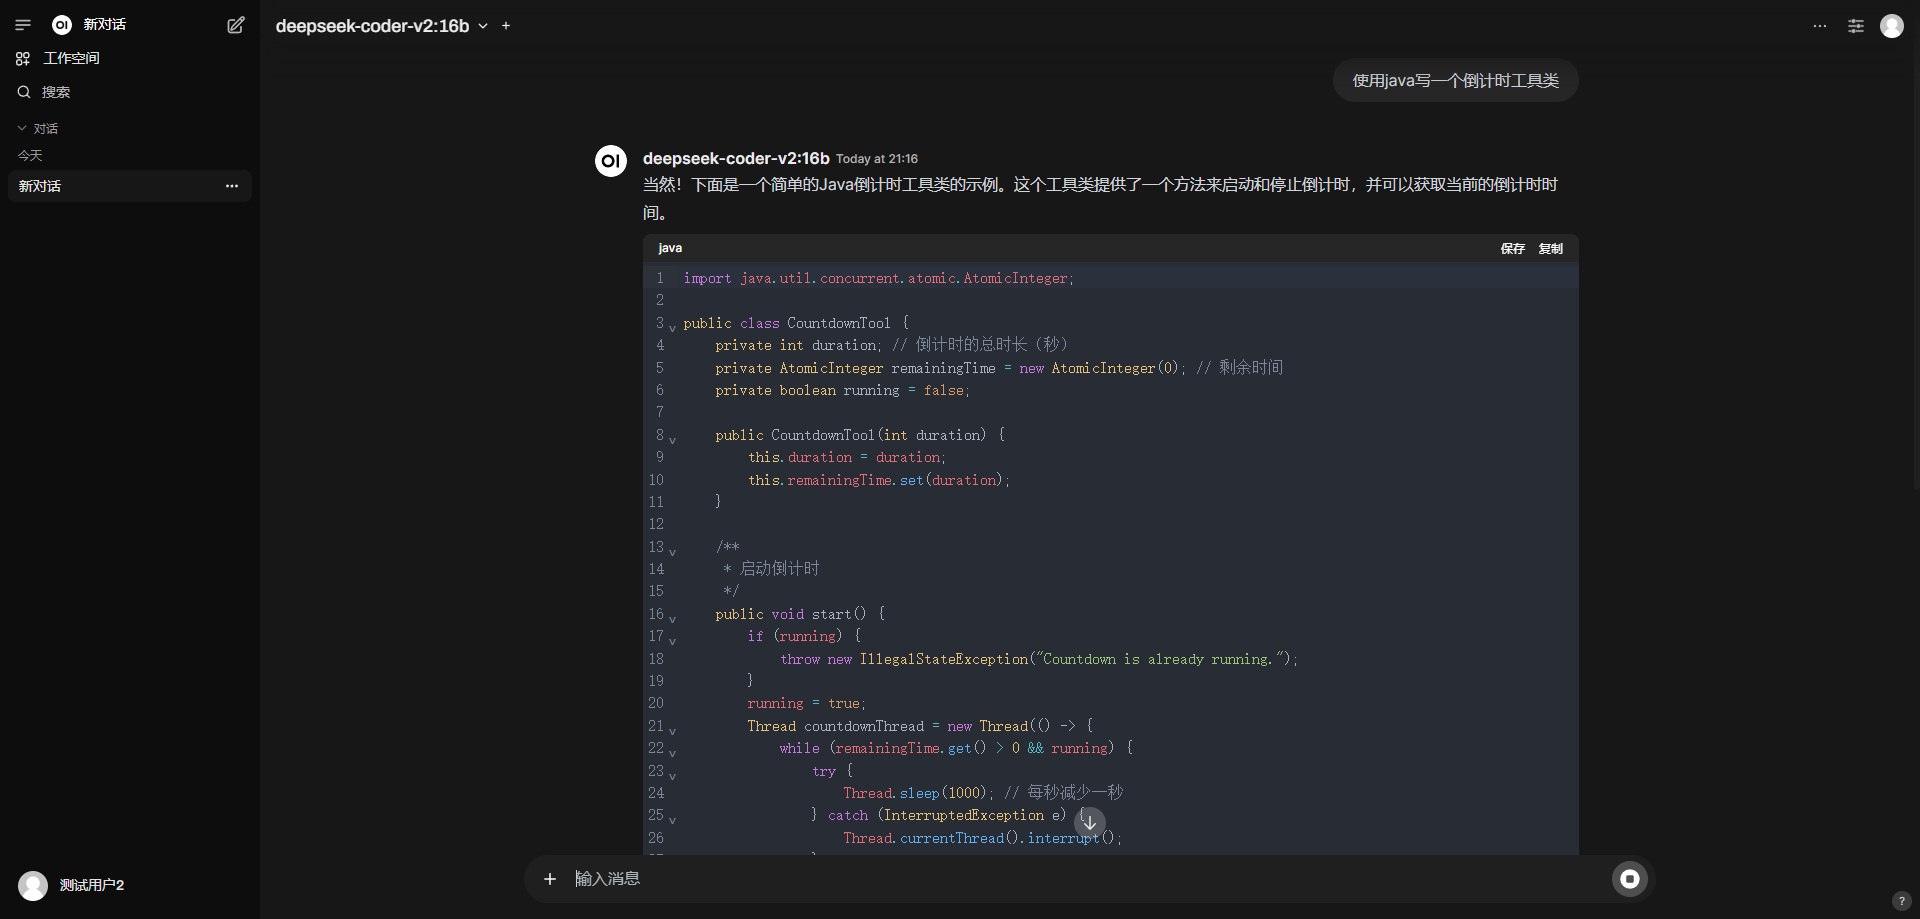 OI 新对话
工作空间
搜索
对话
今天
新对话
测试用户2
deepseek-coder-v2:16b
使用java写一个倒计时工具类
OI deepseek-coder-v2:16b Today at 21:16
当然！下面是一个简单的Java倒计时工具类的示例。这个工具类提供了一个方法来启动和停止倒计时，并可以获取当前的倒计时时
间。
java 保存 复制
1 import java.util.concurrent.atomic.AtomicInteger;
2
3 public class CountdownTool {
4 private int duration; // 倒计时的总时长（秒）
5 private AtomicInteger remainingTime = new AtomicInteger(0); // 剩余时间
6 private boolean running = false;
7
8 public CountdownTool(int duration) {
9 this.duration = duration;
10 this.remainingTime.set(duration);
11 }
12
13 /**
14 * 启动倒计时
15 */
16 public void start() {
17 if (running) {
18 throw new IllegalStateException("Countdown is already running.");
19 }
20 running = true;
21 Thread countdownThread = new Thread(() -> {
22 while (remainingTime.get() > 0 && running) {
23 try {
24 Thread.sleep(1000); // 每秒减少一秒
25 } catch (InterruptedException e) {
26 Thread.currentThread().interrupt();
输入消息
?